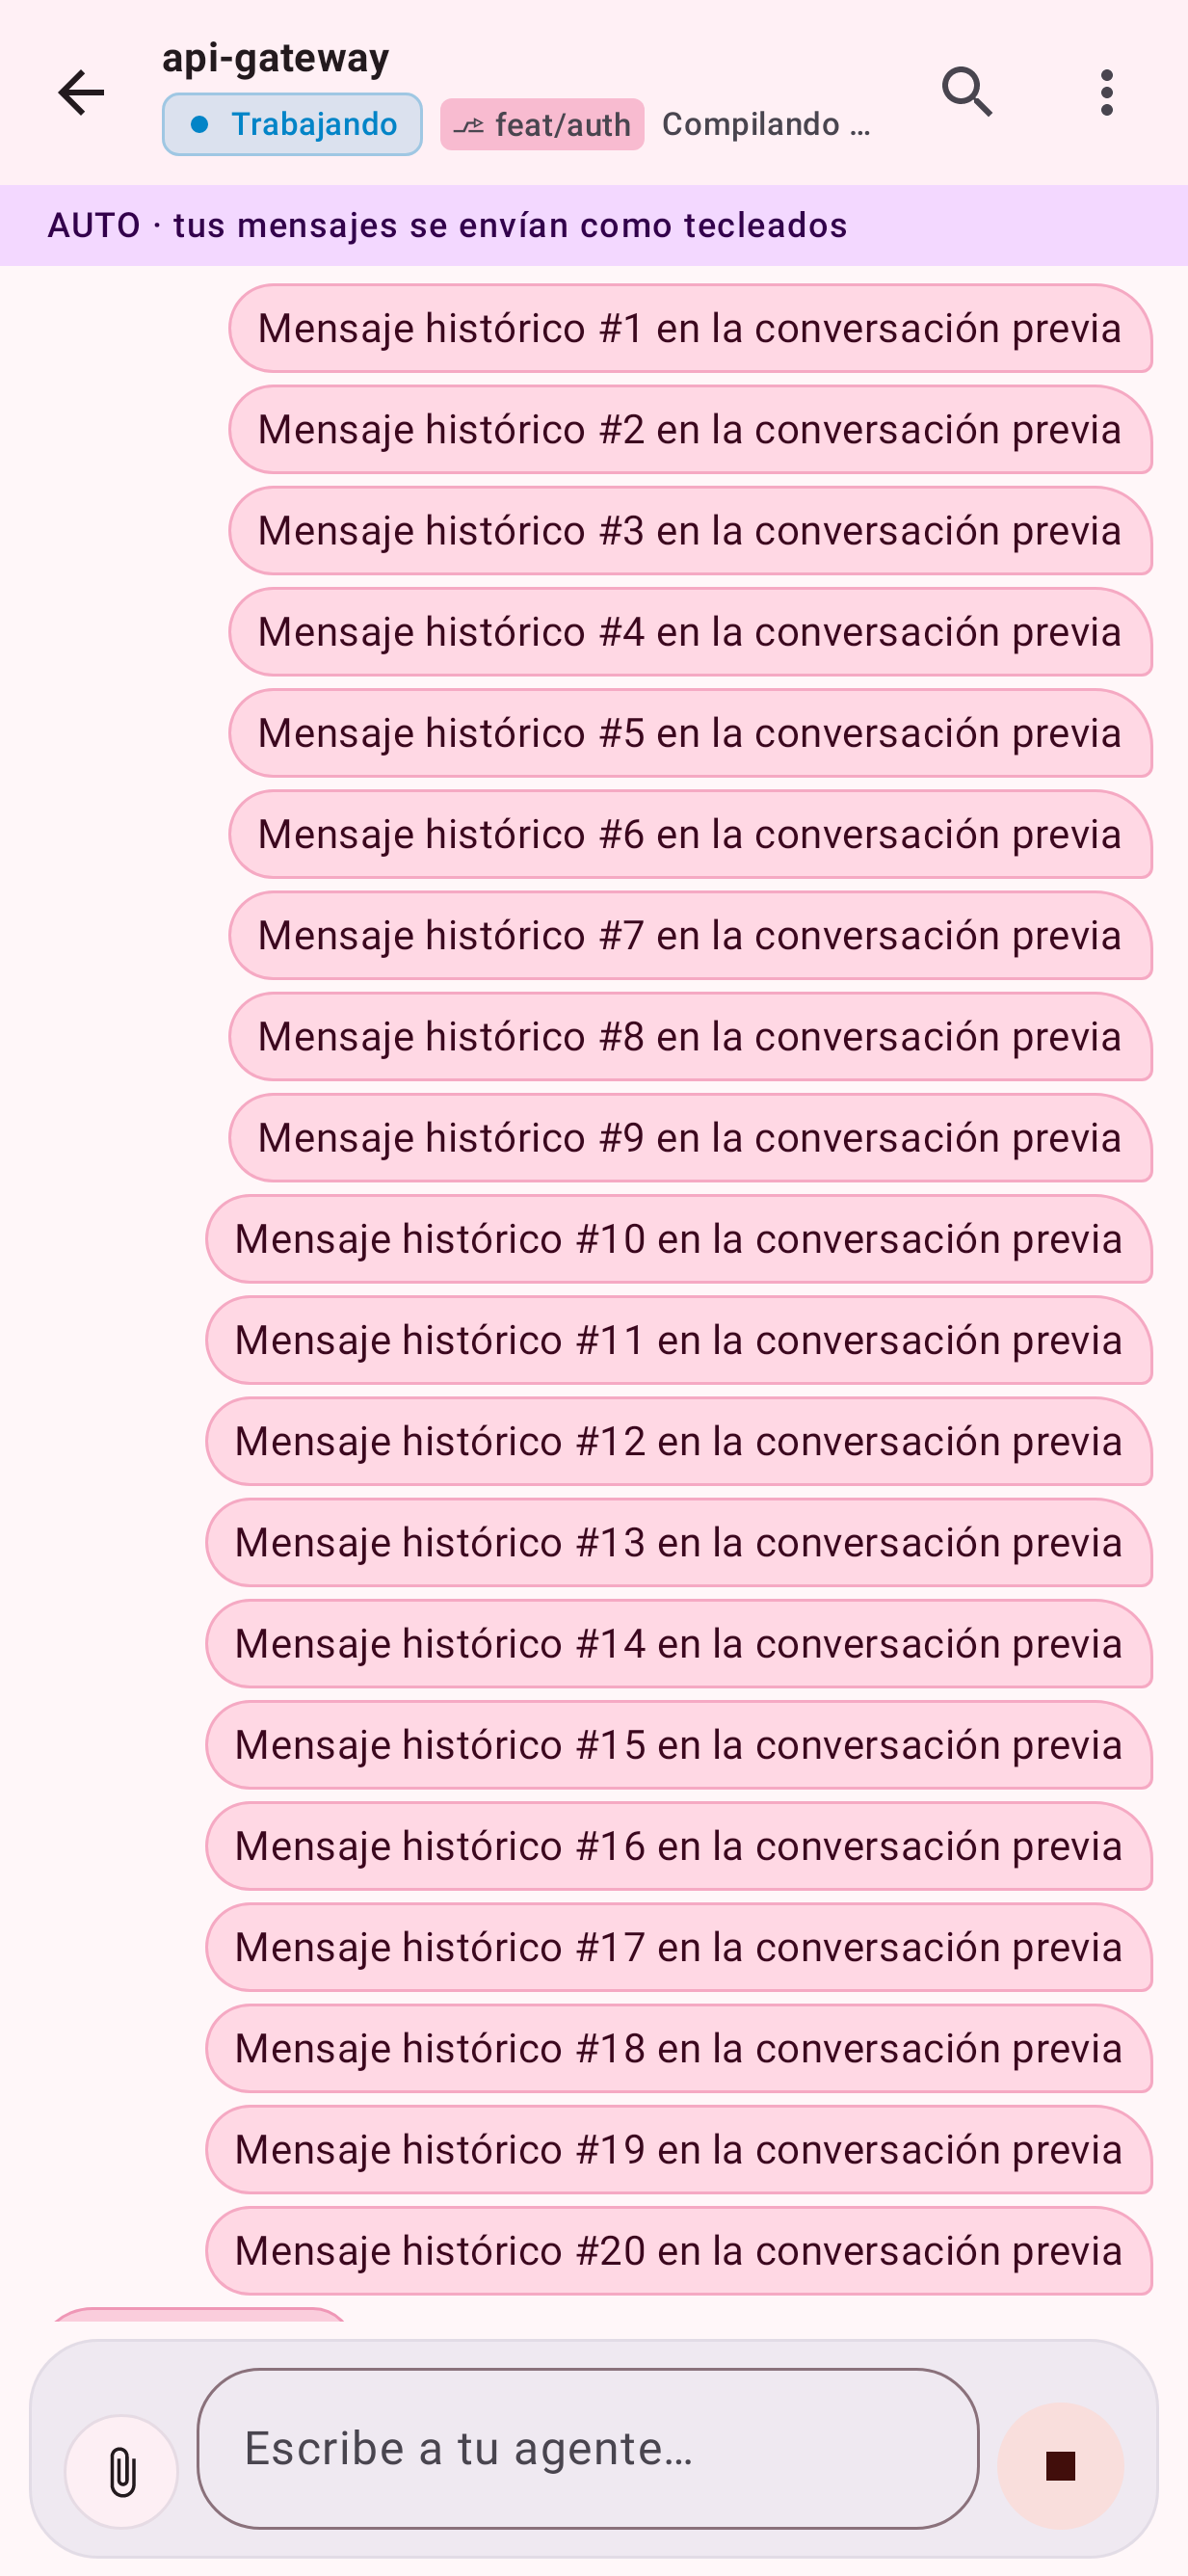 api-gateway
Trabajando feat/auth Compilando ...
AUTO · tus mensajes se envían como tecleados
Mensaje histórico #1 en la conversación previa
Mensaje histórico #2 en la conversación previa
Mensaje histórico #3 en la conversación previa
Mensaje histórico #4 en la conversación previa
Mensaje histórico #5 en la conversación previa
Mensaje histórico #6 en la conversación previa
Mensaje histórico #7 en la conversación previa
Mensaje histórico #8 en la conversación previa
Mensaje histórico #9 en la conversación previa
Mensaje histórico #10 en la conversación previa
Mensaje histórico #11 en la conversación previa
Mensaje histórico #12 en la conversación previa
Mensaje histórico #13 en la conversación previa
Mensaje histórico #14 en la conversación previa
Mensaje histórico #15 en la conversación previa
Mensaje histórico #16 en la conversación previa
Mensaje histórico #17 en la conversación previa
Mensaje histórico #18 en la conversación previa
Mensaje histórico #19 en la conversación previa
Mensaje histórico #20 en la conversación previa
Escribe a tu agente...